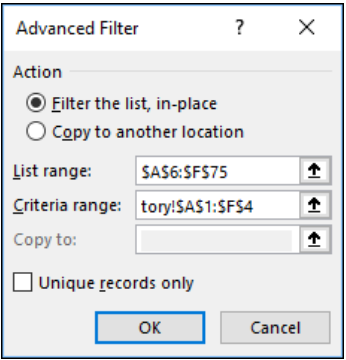 Advanced Filter ? ×
Action
Filter the list, in-place
Copy to another location
List range: $A$6:$F$75
Criteria range: tory!$A$1:$F$4
Copy to:
Unique records only
OK Cancel